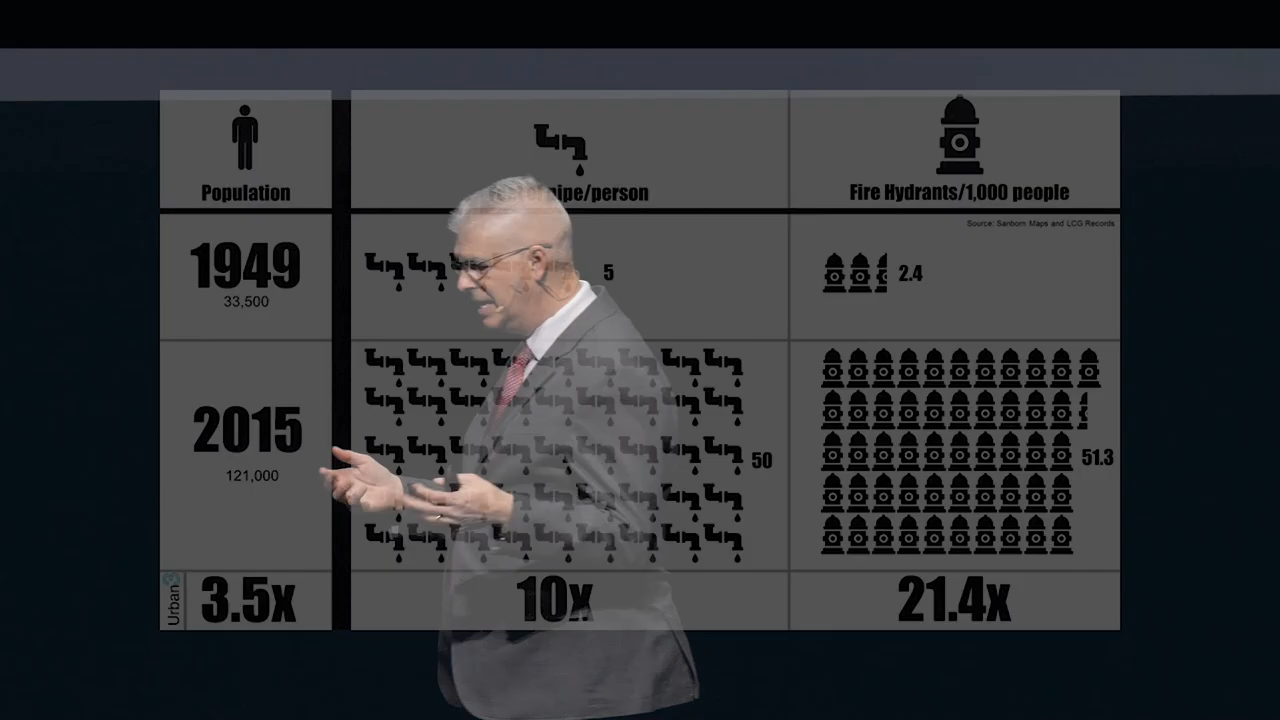 Population
pipe/person
Fire Hydrants/1,000 people
Source: Sanborn Maps and LCG Records
1949
33,500
5
2.4
2015
121,000
50
51.3
Urban3
3.5x
10x
21.4x